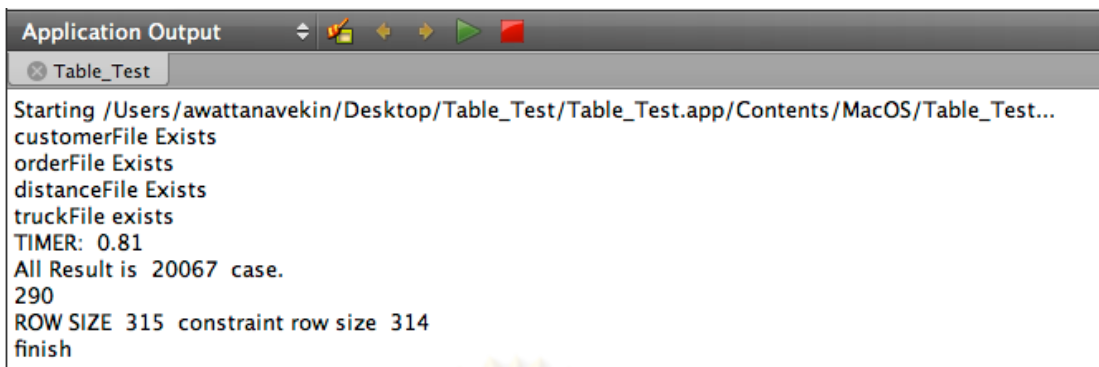 Application Output
Table_Test
Starting /Users/awattanavekin/Desktop/Table_Test/Table_Test.app/Contents/MacOS/Table_Test...
customerFile Exists
orderFile Exists
distanceFile Exists
truckFile exists
TIMER:  0.81
All Result is  20067  case.
290
ROW SIZE  315  constraint row size  314
finish